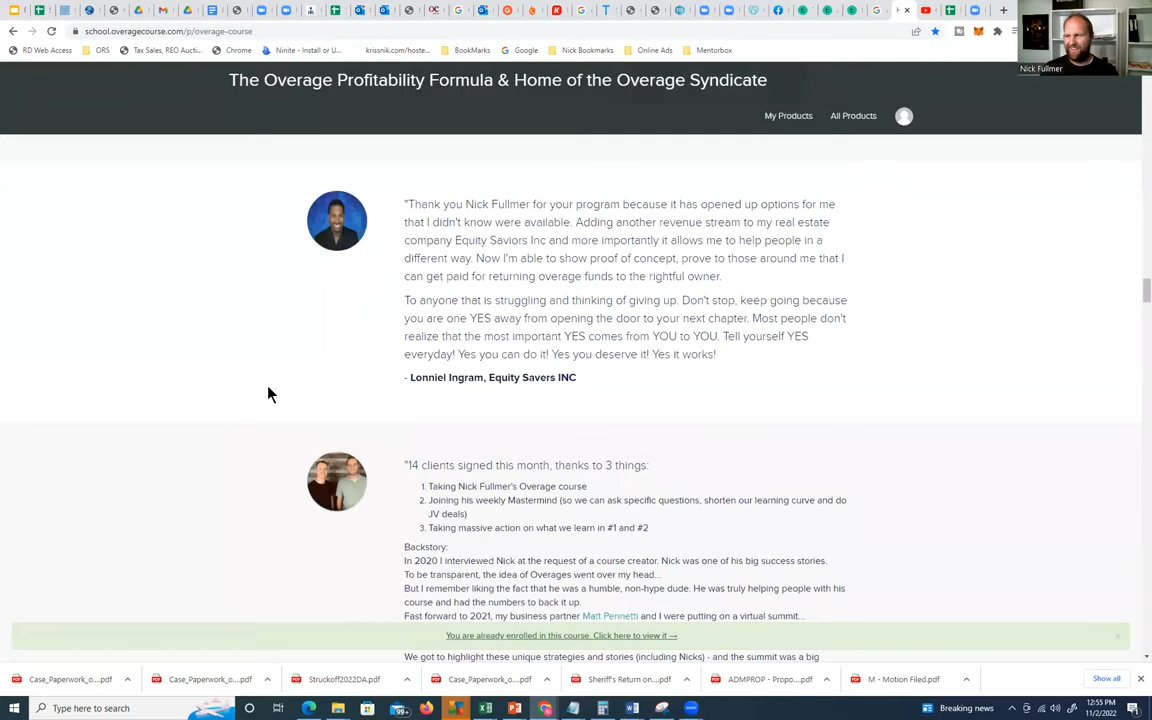 school.overagecourse.com/p/overage-course
RD Web Access
ORS
Tax Sales, REO Aucti...
Chrome
Ninite - Install or U...
krissnik.com/hoste...
BookMarks
Google
Nick Bookmarks
Online Ads
Mentorbox
Nick Fullmer
The Overage Profitability Formula & Home of the Overage Syndicate
My Products
All Products
"Thank you Nick Fullmer for your program because it has opened up options for me
that I didn't know were available. Adding another revenue stream to my real estate
company Equity Saviors Inc and more importantly it allows me to help people in a
different way. Now I'm able to show proof of concept, prove to those around me that I
can get paid for returning overage funds to the rightful owner.
To anyone that is struggling and thinking of giving up. Don't stop, keep going because
you are one YES away from opening the door to your next chapter. Most people don't
realize that the most important YES comes from YOU to YOU. Tell yourself YES
everyday! Yes you can do it! Yes you deserve it! Yes it works!
- Lonniel Ingram, Equity Savers INC
"14 clients signed this month, thanks to 3 things:
1. Taking Nick Fullmer's Overage course
2. Joining his weekly Mastermind (so we can ask specific questions, shorten our learning curve and do
JV deals)
3. Taking massive action on what we learn in #1 and #2
Backstory:
In 2020 I interviewed Nick at the request of a course creator. Nick was one of his big success stories.
To be transparent, the idea of Overages went over my head...
But I remember liking the fact that he was a humble, non-hype dude. He was truly helping people with his
course and had the numbers to back it up.
Fast forward to 2021, my business partner Matt Pennetti and I were putting on a virtual summit...
You are already enrolled in this course. Click here to view it →
We got to highlight these unique strategies and stories (including Nicks) - and the summit was a big
Case_Paperwork_o....pdf
Case_Paperwork_o....pdf
Struckoff2022DA.pdf
Case_Paperwork_o....pdf
Sheriff's Return on....pdf
ADMPROP - Propo....pdf
M - Motion Filed.pdf
Show all
Type here to search
99+
Breaking news
12:55 PM
11/2/2022